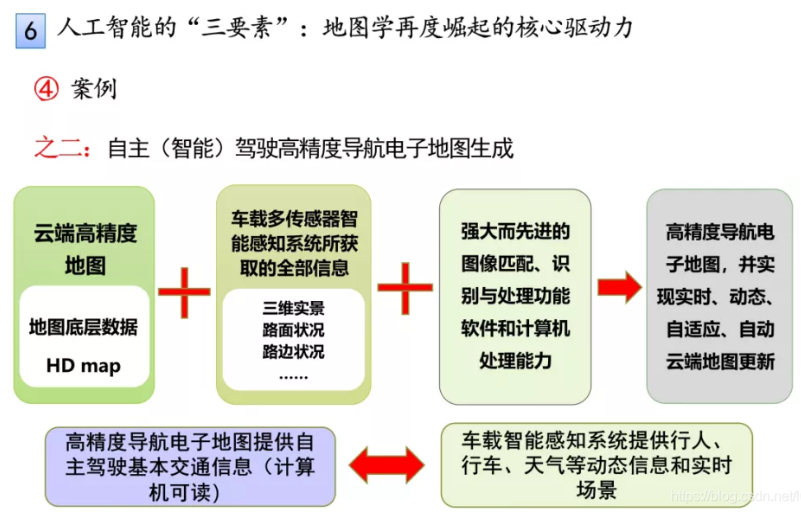 6 人工智能的“三要素”：地图学再度崛起的核心驱动力
④ 案例
之二：自主（智能）驾驶高精度导航电子地图生成
云端高精度
地图
地图底层数据
HD map
车载多传感器智
能感知系统所获
取的全部信息
三维实景
路面状况
路边状况
……
强大而先进的
图像匹配、识
别与处理功能
软件和计算机
处理能力
高精度导航电
子地图，并实
现实时、动态、
自适应、自动
云端地图更新
高精度导航电子地图提供自
主驾驶基本交通信息（计算
机可读）
车载智能感知系统提供行人、
行车、天气等动态信息和实时
场景